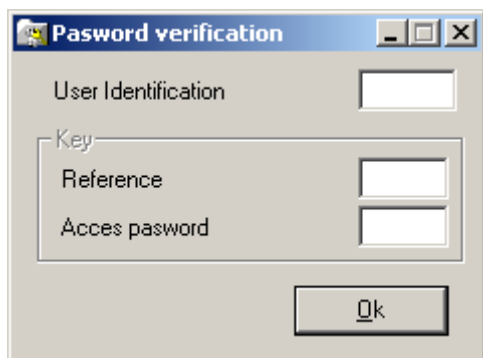 Pasword verification
User Identification
Key
Reference
Acces pasword
Ok